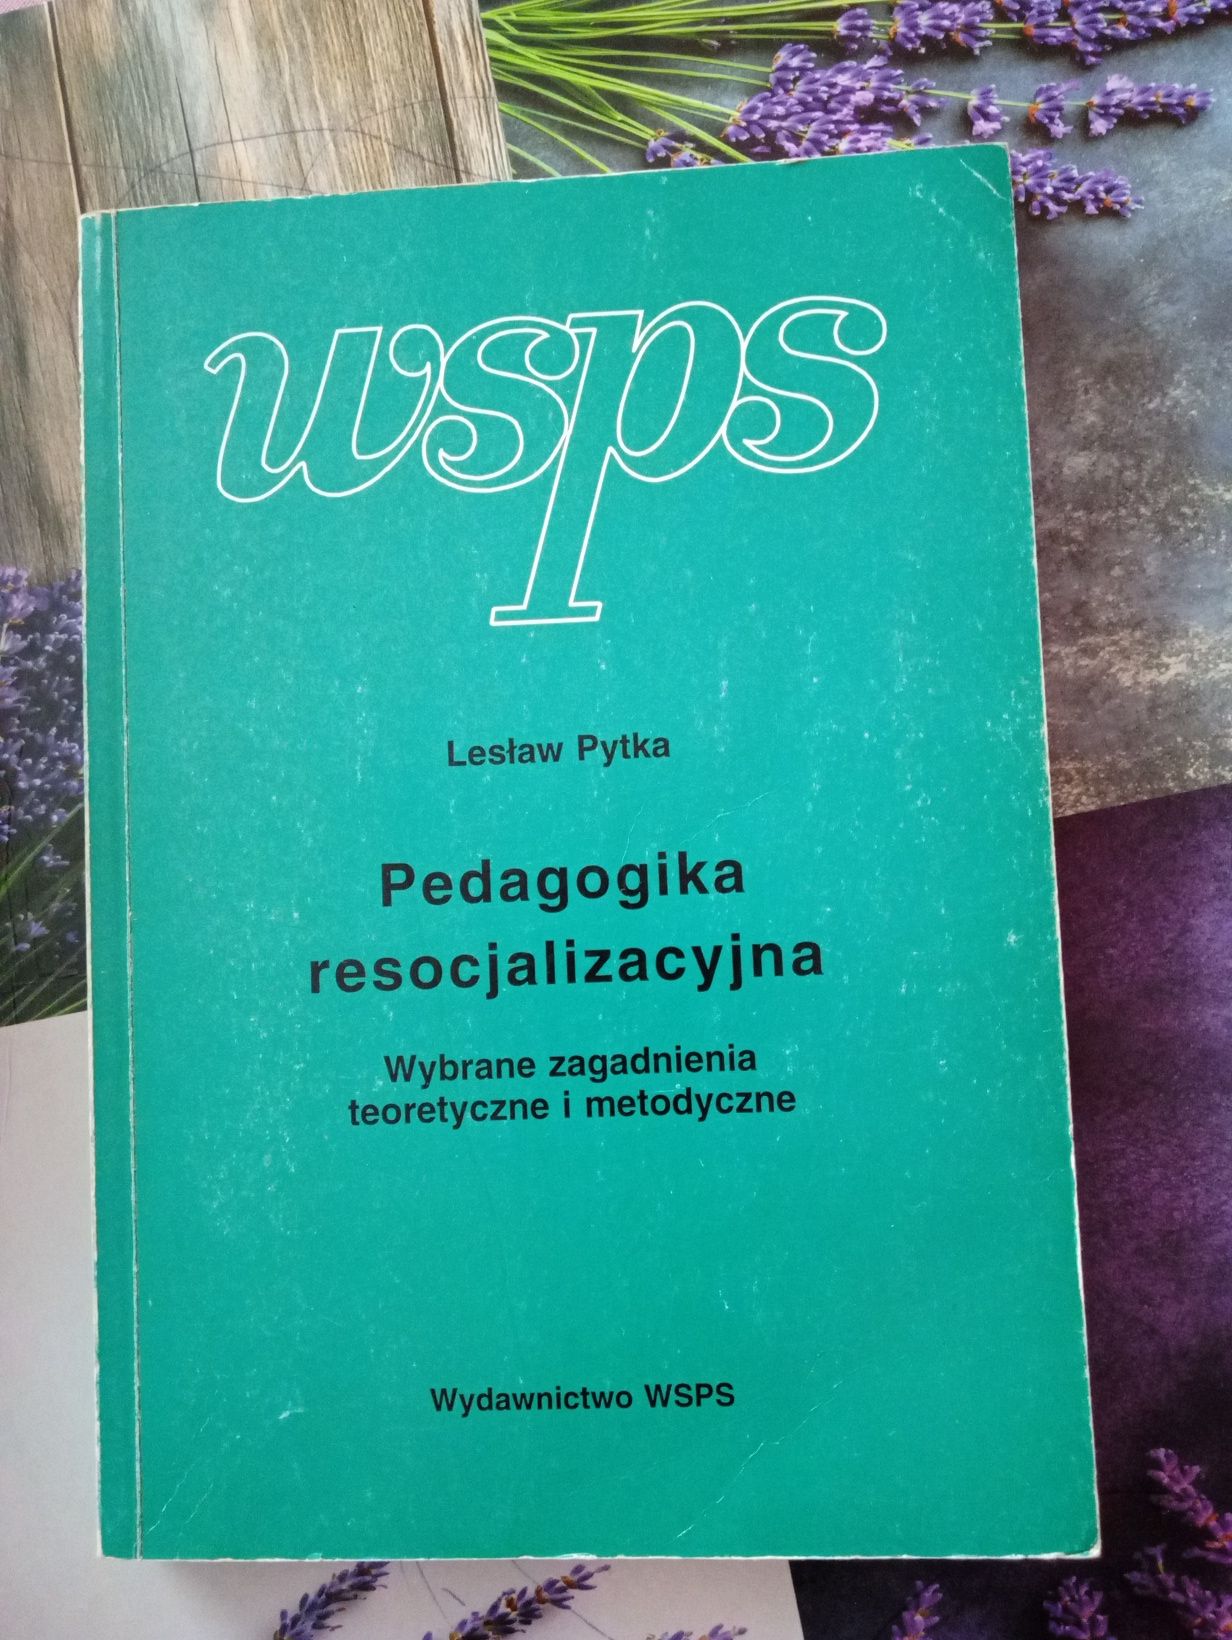 wsps
Lesław Pytka
Pedagogika
resocjalizacyjna
Wybrane zagadnienia
teoretyczne i metodyczne
Wydawnictwo WSPS